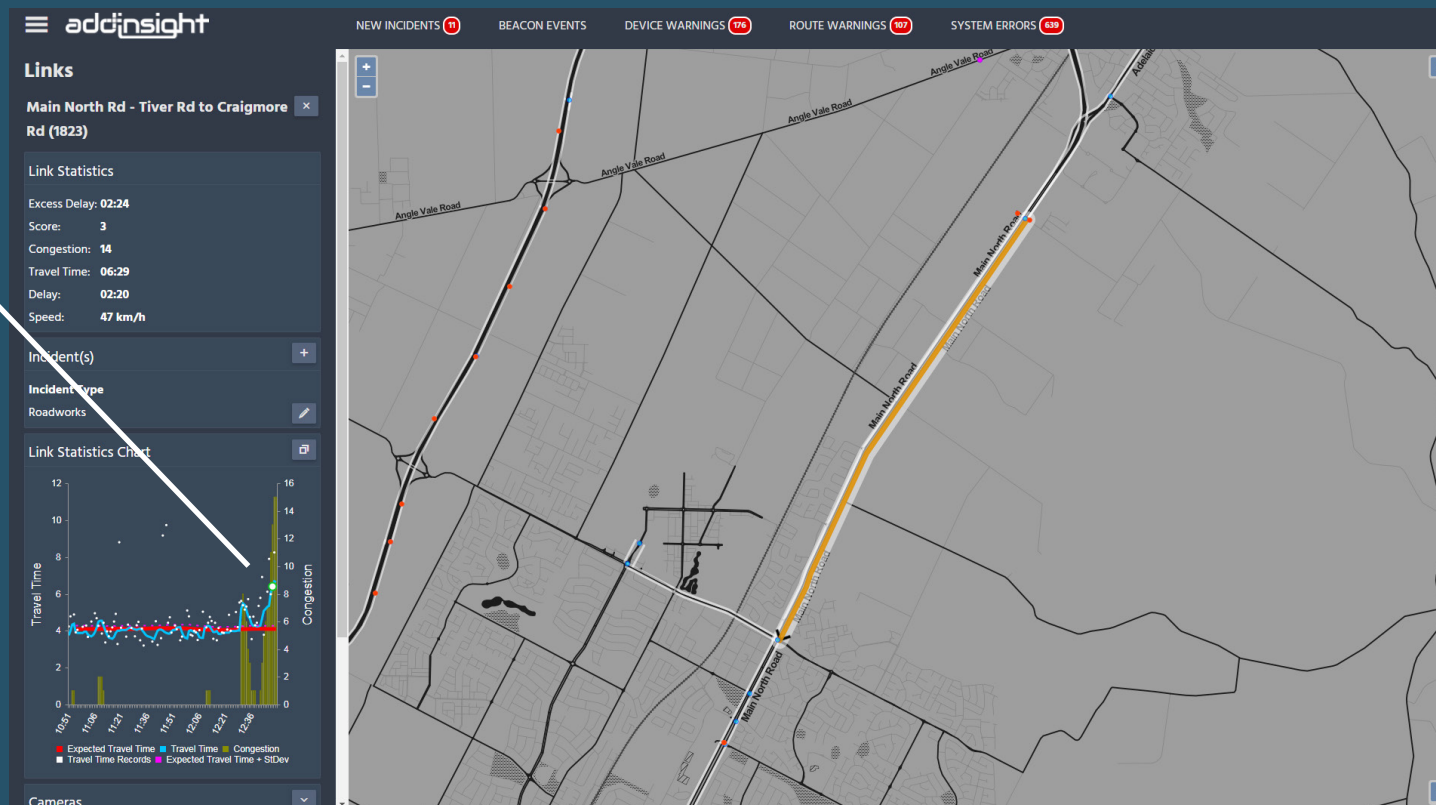 addinsight
NEW INCIDENTS 11
BEACON EVENTS
DEVICE WARNINGS 176
ROUTE WARNINGS 107
SYSTEM ERRORS 639
Links
Main North Rd - Tiver Rd to Craigmore
Rd (1823)
×
Link Statistics
Excess Delay: 02:24
Score: 3
Congestion: 14
Travel Time: 06:29
Delay: 02:20
Speed: 47 km/h
Incident(s)
+
Incident Type
Roadworks
Link Statistics Chart
12
10
8
6
4
2
0
Travel Time
16
14
12
10
8
6
4
2
0
Congestion
10:51
11:06
11:21
11:36
11:51
12:06
12:21
12:36
Expected Travel Time Travel Time Congestion
Travel Time Records Expected Travel Time + StDev
Cameras
+
−
Angle Vale Road
Angle Vale Road
Angle Vale Road
Angle Vale Road
Main North Road
Main North Road
Main North Road
Main North Road
Main North Road